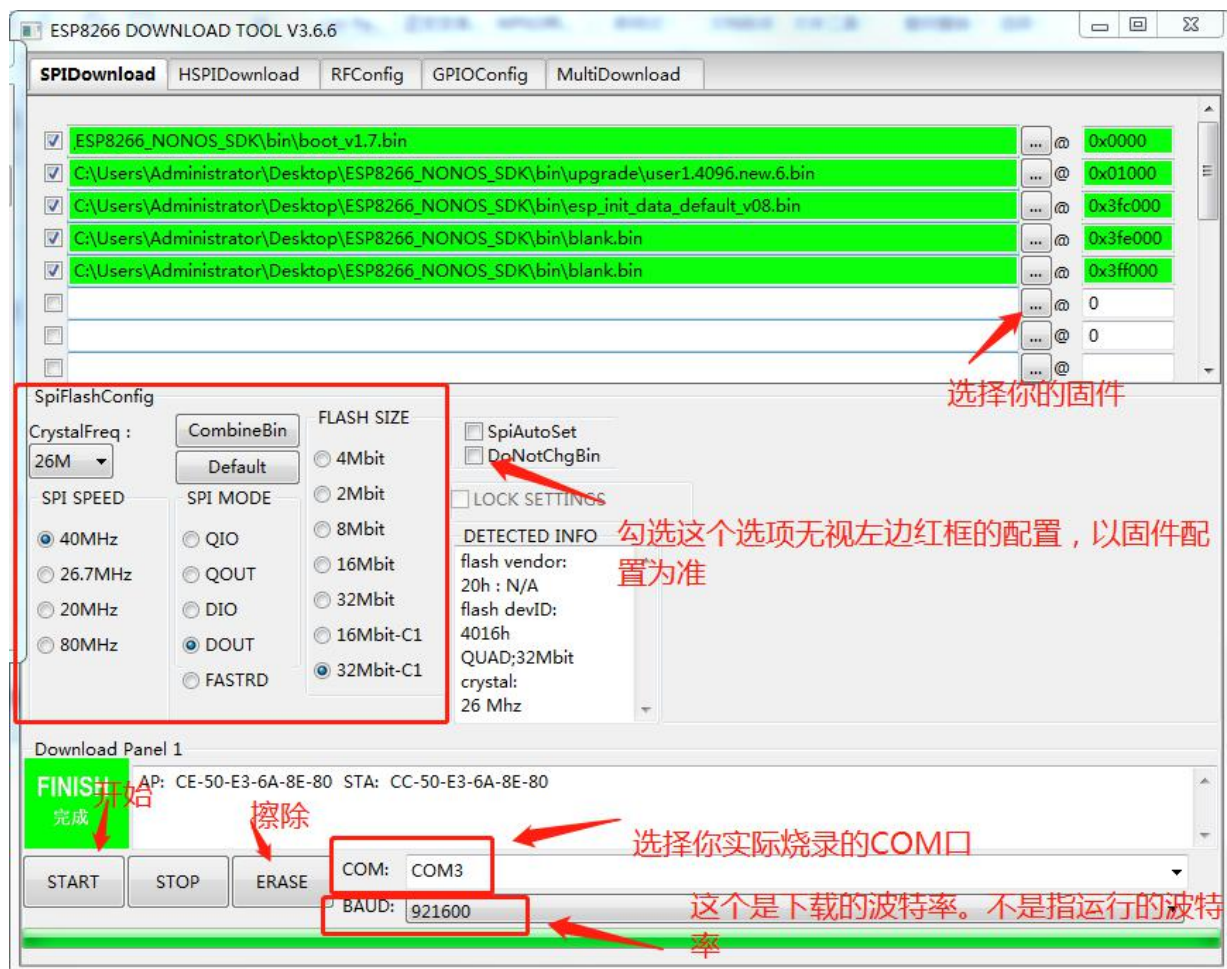 ESP8266 DOWNLOAD TOOL V3.6.6
SPIDownload HSPIDownload RFConfig GPIOConfig MultiDownload
ESP8266_NONOS_SDK\bin\boot_v1.7.bin ... @ 0x0000
C:\Users\Administrator\Desktop\ESP8266_NONOS_SDK\bin\upgrade\user1.4096.new.6.bin ... @ 0x01000
C:\Users\Administrator\Desktop\ESP8266_NONOS_SDK\bin\esp_init_data_default_v08.bin ... @ 0x3fc000
C:\Users\Administrator\Desktop\ESP8266_NONOS_SDK\bin\blank.bin ... @ 0x3fe000
C:\Users\Administrator\Desktop\ESP8266_NONOS_SDK\bin\blank.bin ... @ 0x3ff000
... @ 0
... @ 0
... @
选择你的固件
SpiFlashConfig
CrystalFreq :
26M
CombineBin
Default
SPI SPEED
40MHz
26.7MHz
20MHz
80MHz
SPI MODE
QIO
QOUT
DIO
DOUT
FASTRD
FLASH SIZE
4Mbit
2Mbit
8Mbit
16Mbit
32Mbit
16Mbit-C1
32Mbit-C1
SpiAutoSet
DoNotChgBin
LOCK SETTINGS
DETECTED INFO
flash vendor:
20h : N/A
flash devID:
4016h
QUAD;32Mbit
crystal:
26 Mhz
勾选这个选项无视左边红框的配置，以固件配
置为准
Download Panel 1
FINISH
完成
AP: CE-50-E3-6A-8E-80 STA: CC-50-E3-6A-8E-80
开始
擦除
选择你实际烧录的COM口
START STOP ERASE
COM: COM3
BAUD: 921600
这个是下载的波特率。不是指运行的波特
率